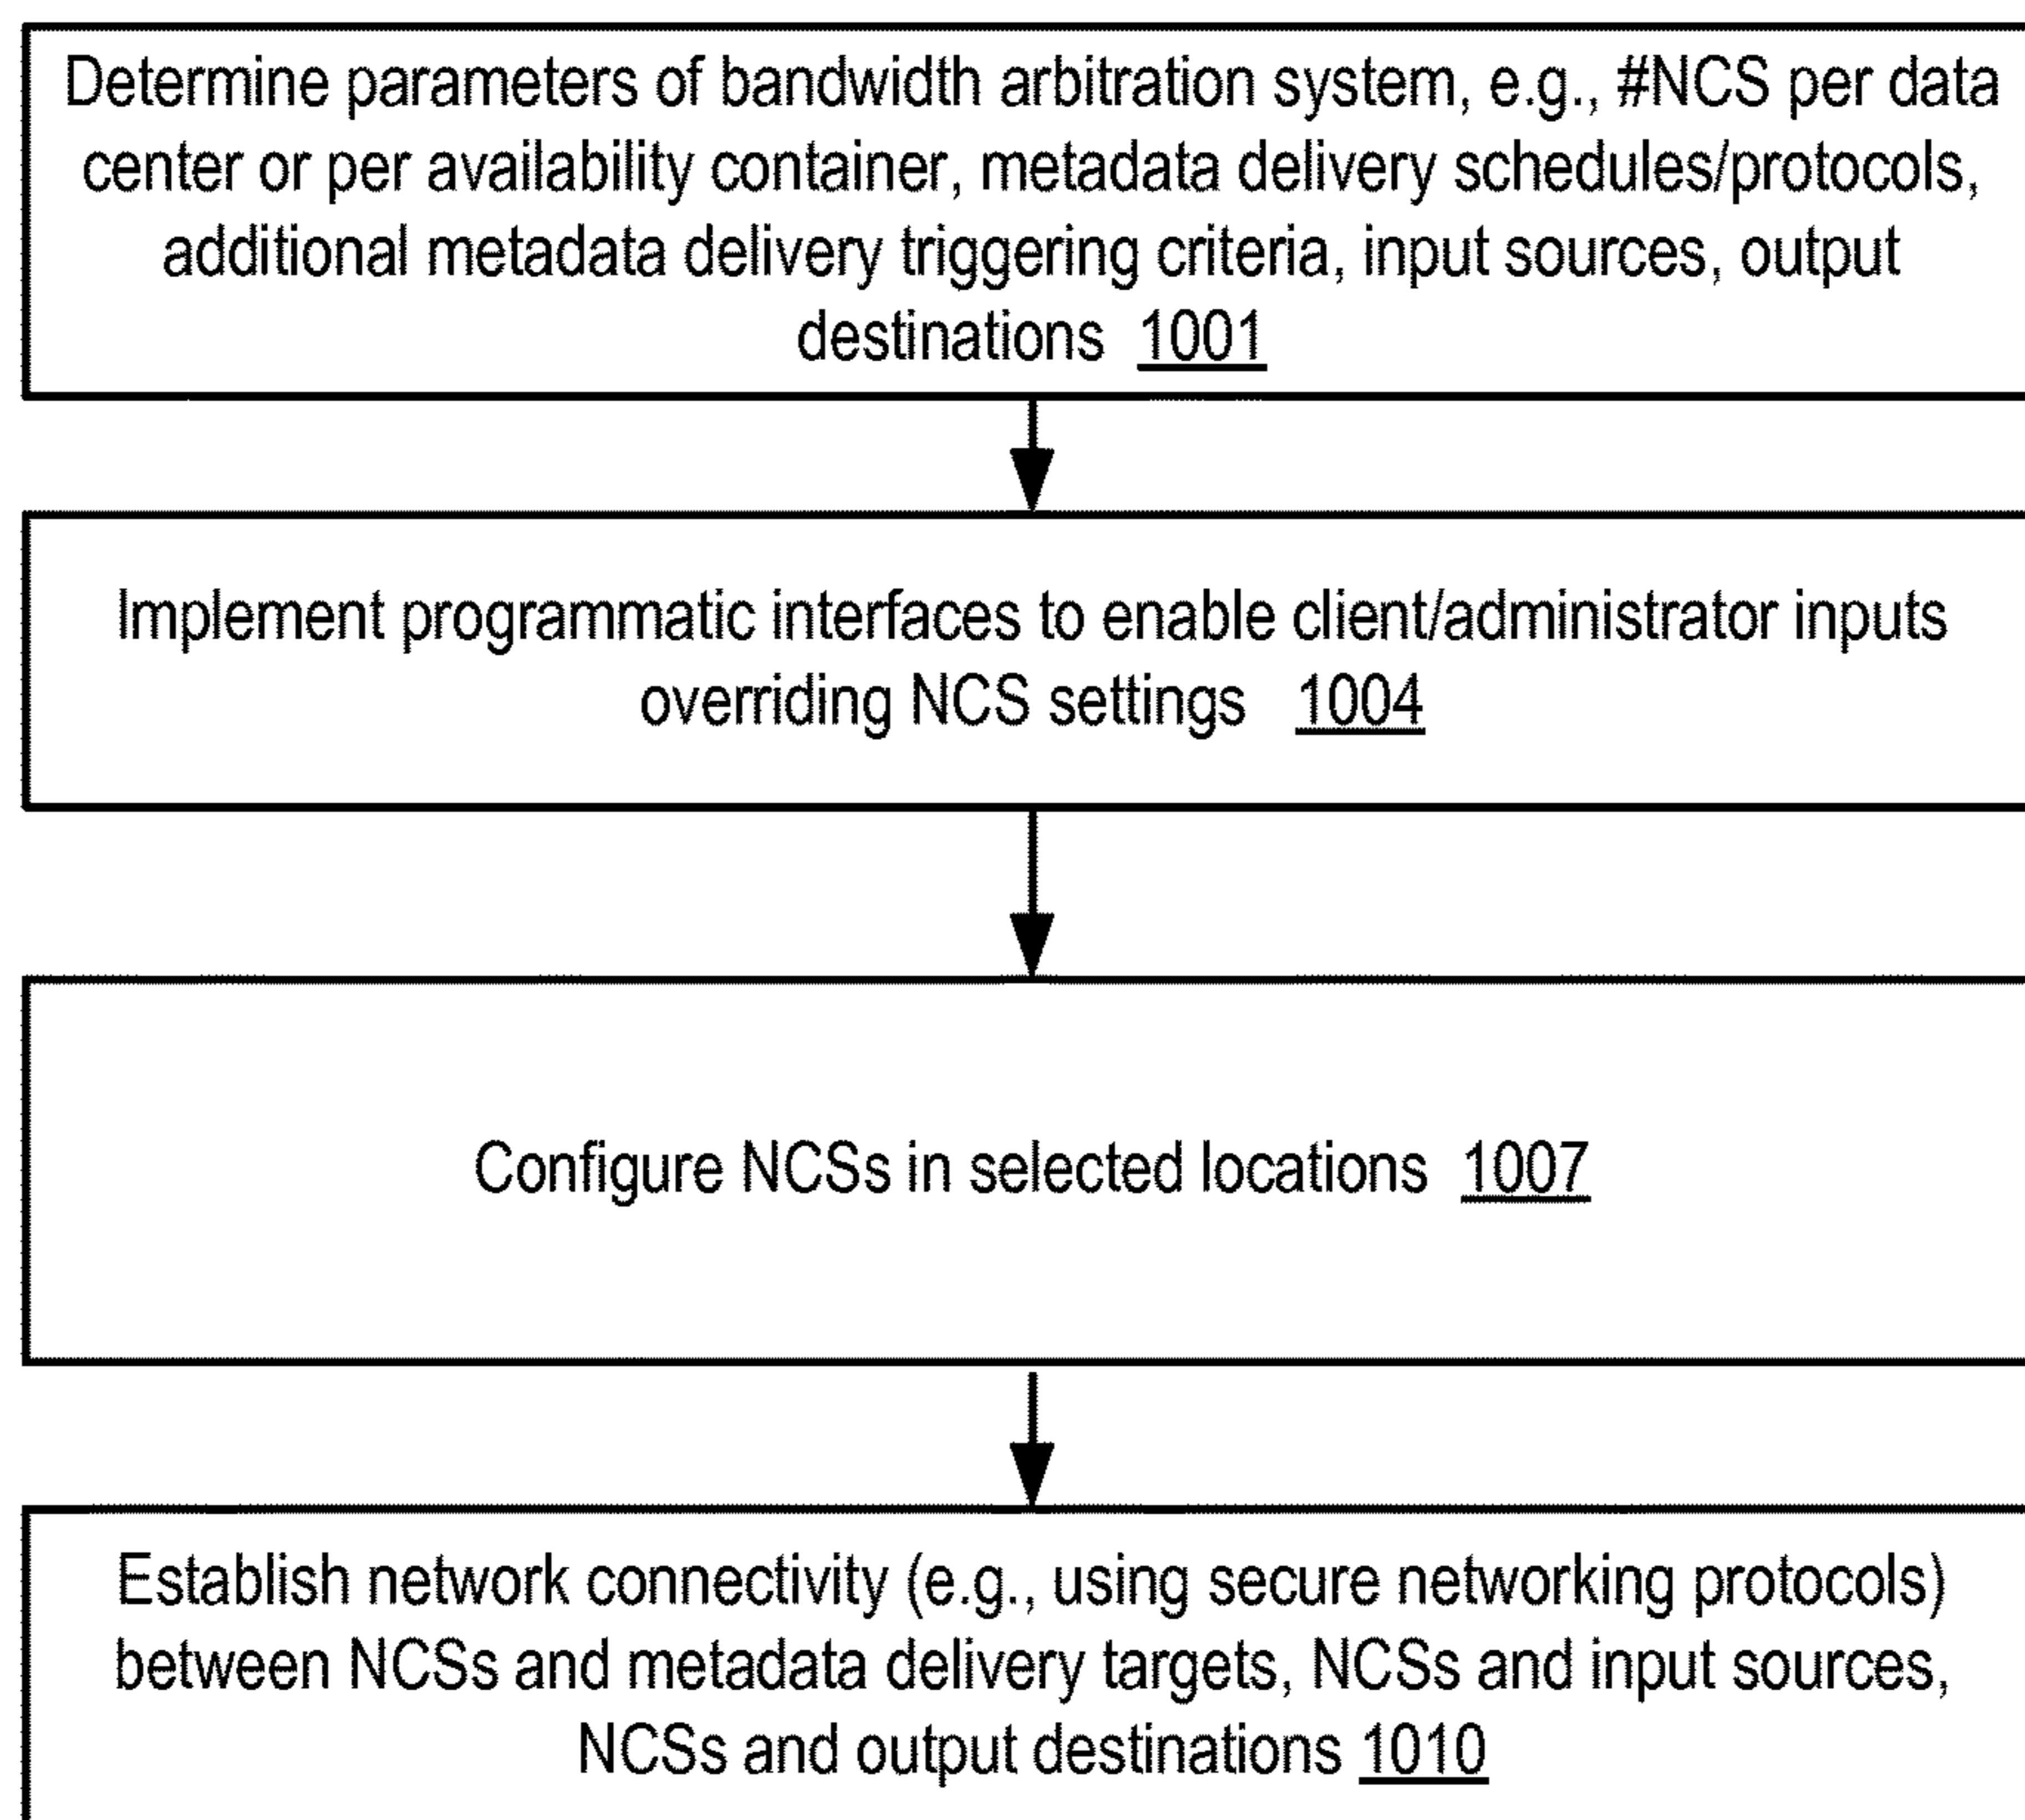 Determine parameters of bandwidth arbitration system, e.g., #NCS per data
center or per availability container, metadata delivery schedules/protocols,
additional metadata delivery triggering criteria, input sources, output
destinations 1001
Implement programmatic interfaces to enable client/administrator inputs
overriding NCS settings 1004
Configure NCSs in selected locations 1007
Establish network connectivity (e.g., using secure networking protocols)
between NCSs and metadata delivery targets, NCSs and input sources,
NCSs and output destinations 1010